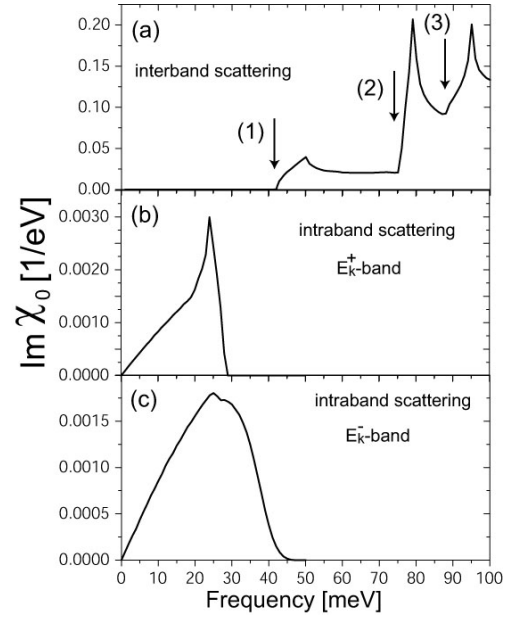 (a)
interband scattering
(1)
(2)
(3)
0.20
0.15
0.10
0.05
0.00
(b)
intraband scattering
E⁺ₖ-band
0.0030
0.0020
0.0010
0.0000
(c)
intraband scattering
E⁻ₖ-band
0.0015
0.0010
0.0005
0.0000
0 10 20 30 40 50 60 70 80 90 100
Frequency [meV]
Im χ₀ [1/eV]